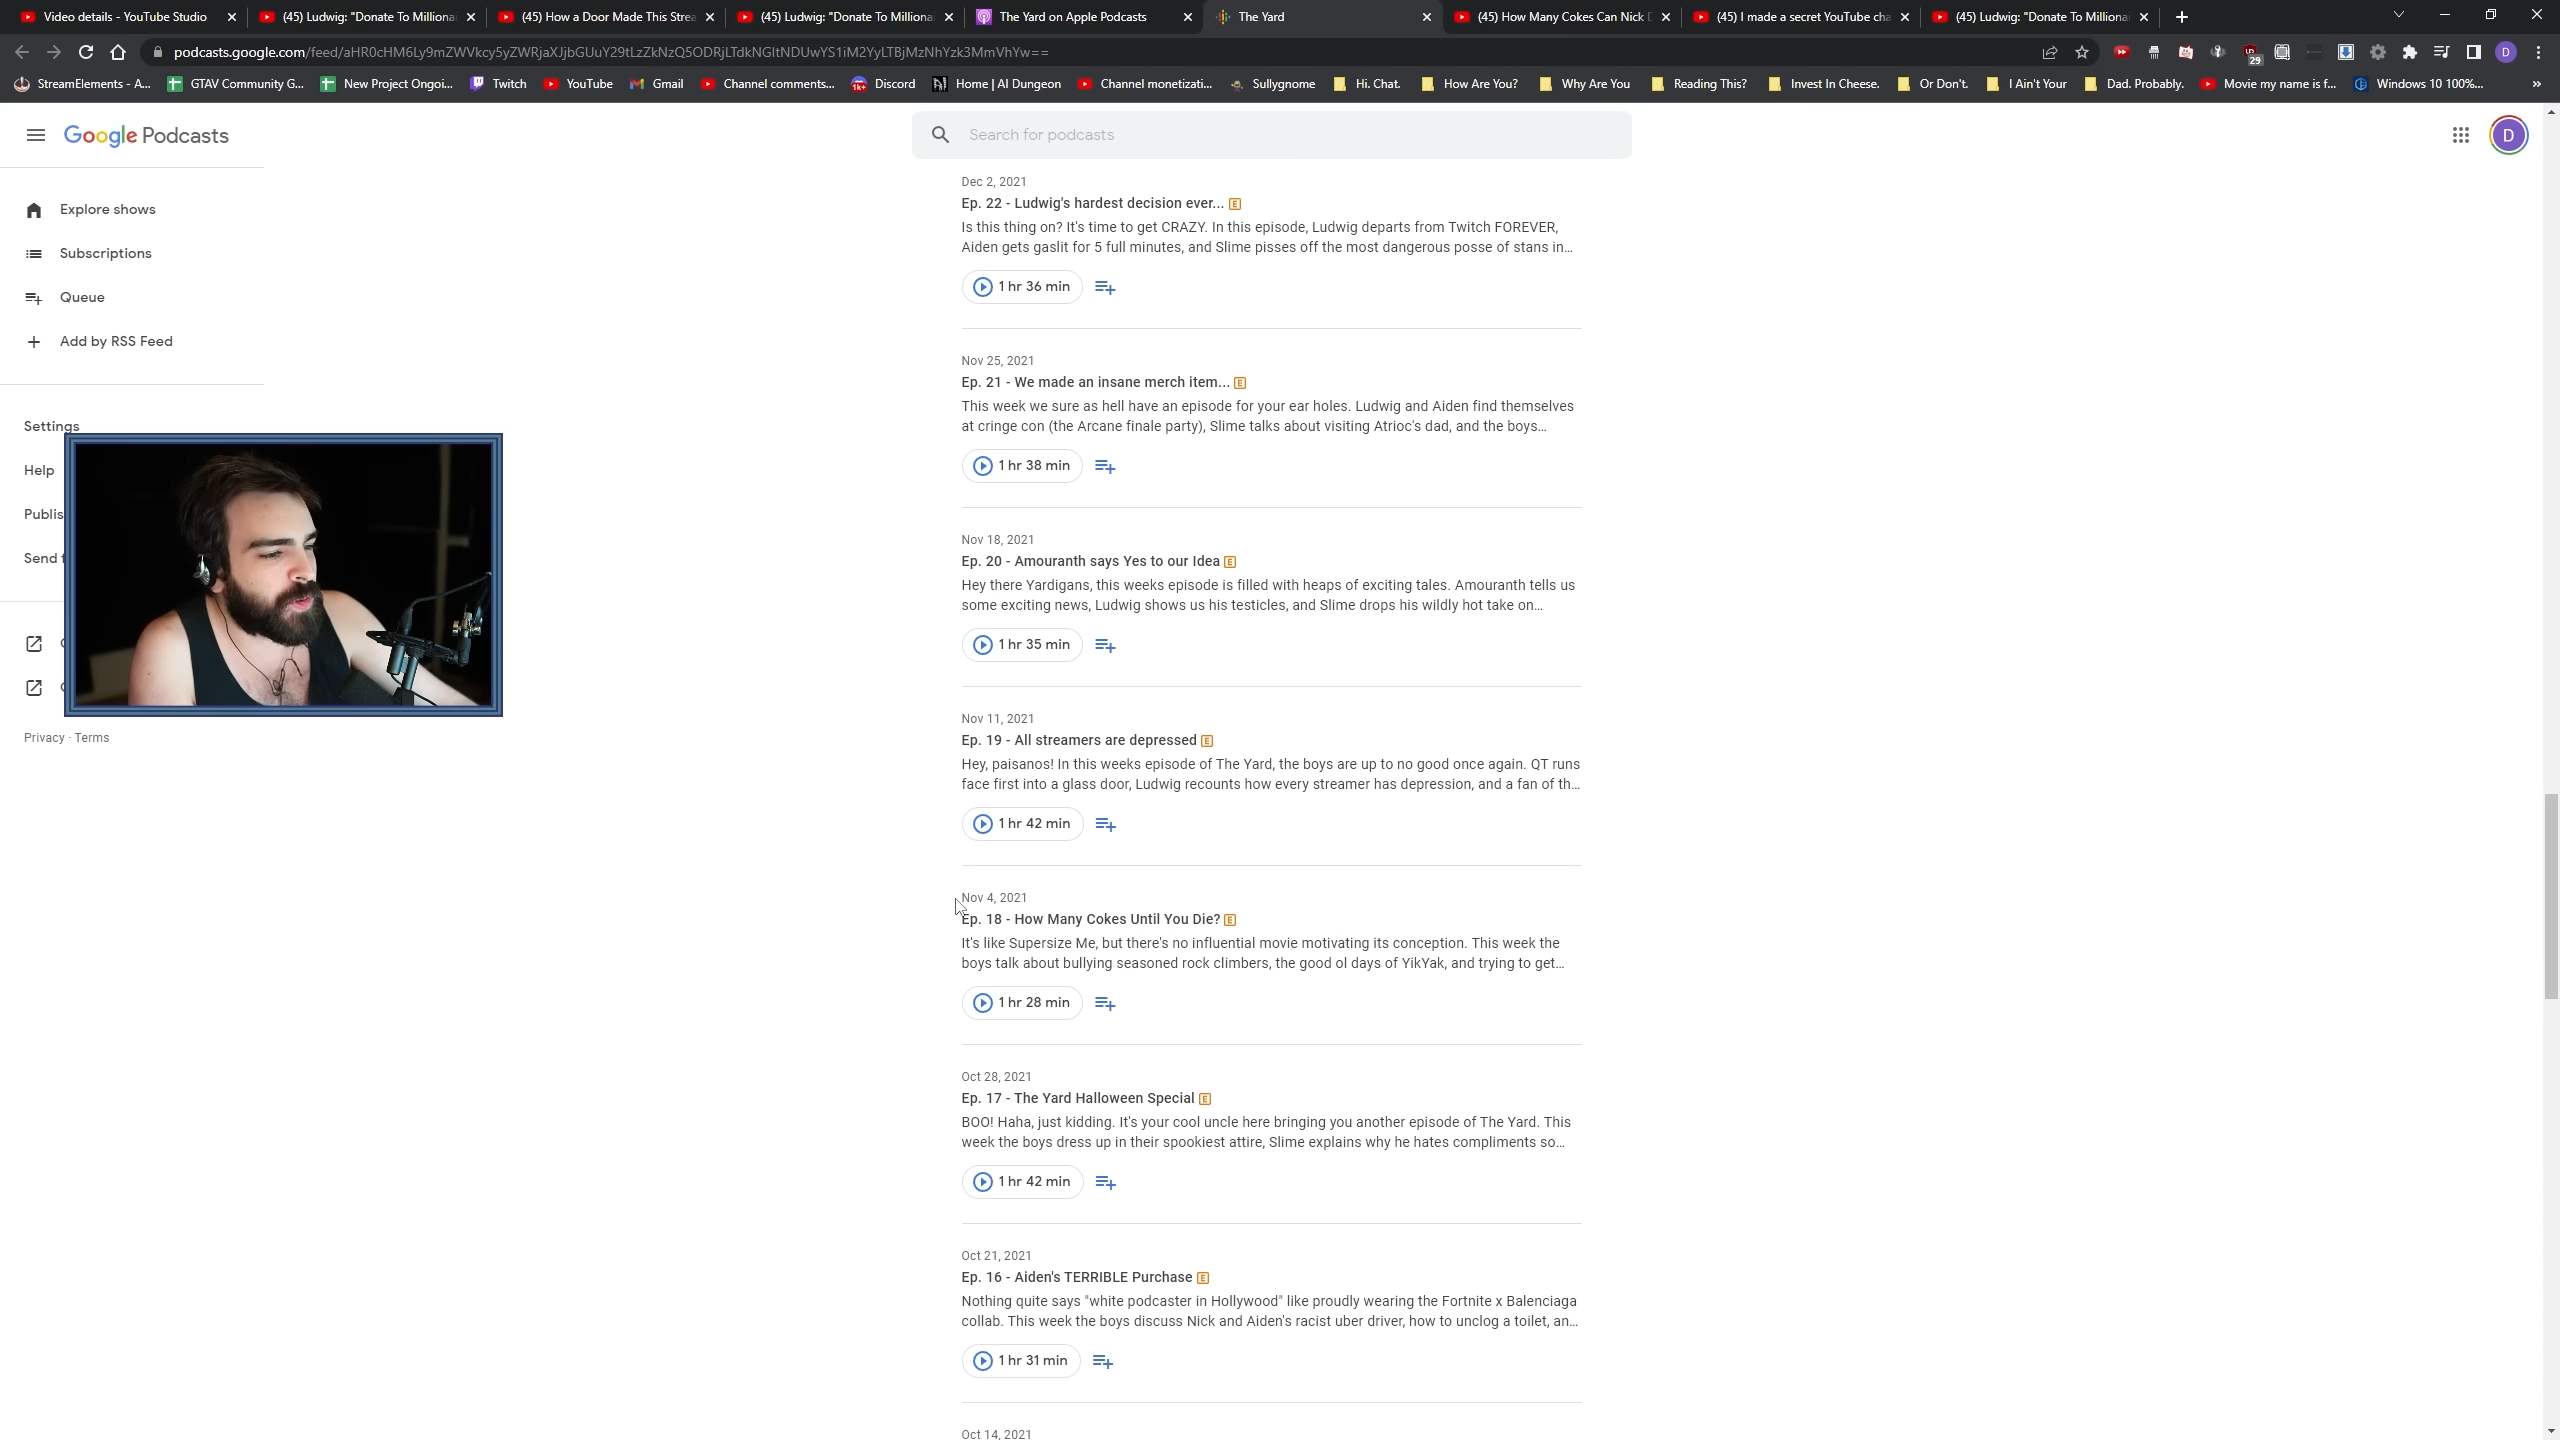 Video details - YouTube Studio
(45) Ludwig: "Donate To Milliona
(45) How a Door Made This Strea
(45) Ludwig: "Donate To Milliona
The Yard on Apple Podcasts
The Yard
(45) How Many Cokes Can Nick D
(45) I made a secret YouTube cha
(45) Ludwig: "Donate To Milliona
podcasts.google.com/feed/aHR0cHM6Ly9mZWVkcy5yZWRjaXJjbGUuY29tLzZkNzQ5ODRjLTdkNGItNDUwYS1iM2YyLTBjMzNhYzk3MmVhYw==
29
D
StreamElements - A...
GTAV Community G...
New Project Ongoi...
Twitch
YouTube
Gmail
Channel comments...
1k+
Discord
Home | AI Dungeon
Channel monetizati...
Sullygnome
Hi. Chat.
How Are You?
Why Are You
Reading This?
Invest In Cheese.
Or Don't.
I Ain't Your
Dad. Probably.
Movie my name is f...
Windows 10 100%...
»
Google Podcasts
Search for podcasts
D
Explore shows
Subscriptions
Queue
Add by RSS Feed
Settings
Help
Publis
Send f
Privacy · Terms
Dec 2, 2021
Ep. 22 - Ludwig's hardest decision ever... E
Is this thing on? It's time to get CRAZY. In this episode, Ludwig departs from Twitch FOREVER,
Aiden gets gaslit for 5 full minutes, and Slime pisses off the most dangerous posse of stans in...
1 hr 36 min
Nov 25, 2021
Ep. 21 - We made an insane merch item... E
This week we sure as hell have an episode for your ear holes. Ludwig and Aiden find themselves
at cringe con (the Arcane finale party), Slime talks about visiting Atrioc's dad, and the boys...
1 hr 38 min
Nov 18, 2021
Ep. 20 - Amouranth says Yes to our Idea E
Hey there Yardigans, this weeks episode is filled with heaps of exciting tales. Amouranth tells us
some exciting news, Ludwig shows us his testicles, and Slime drops his wildly hot take on...
1 hr 35 min
Nov 11, 2021
Ep. 19 - All streamers are depressed E
Hey, paisanos! In this weeks episode of The Yard, the boys are up to no good once again. QT runs
face first into a glass door, Ludwig recounts how every streamer has depression, and a fan of th...
1 hr 42 min
Nov 4, 2021
Ep. 18 - How Many Cokes Until You Die? E
It's like Supersize Me, but there's no influential movie motivating its conception. This week the
boys talk about bullying seasoned rock climbers, the good ol days of YikYak, and trying to get...
1 hr 28 min
Oct 28, 2021
Ep. 17 - The Yard Halloween Special E
BOO! Haha, just kidding. It's your cool uncle here bringing you another episode of The Yard. This
week the boys dress up in their spookiest attire, Slime explains why he hates compliments so...
1 hr 42 min
Oct 21, 2021
Ep. 16 - Aiden's TERRIBLE Purchase E
Nothing quite says "white podcaster in Hollywood" like proudly wearing the Fortnite x Balenciaga
collab. This week the boys discuss Nick and Aiden's racist uber driver, how to unclog a toilet, an...
1 hr 31 min
Oct 14, 2021